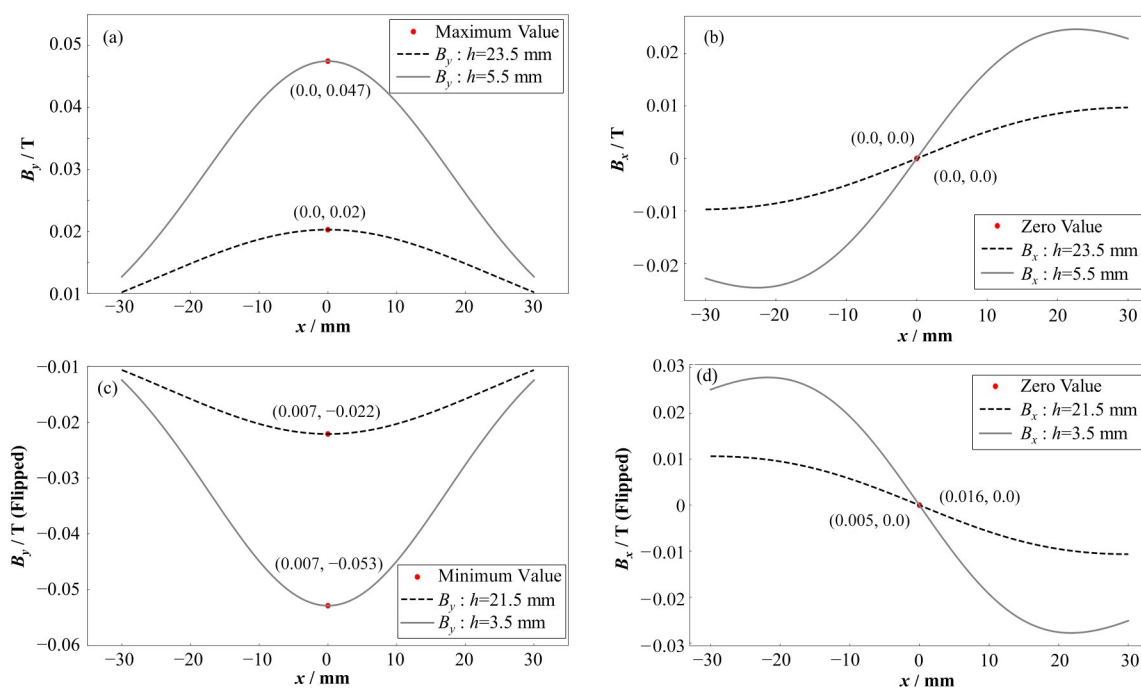 (a)
Maximum Value
B_y : h=23.5 mm
B_y : h=5.5 mm
(0.0, 0.047)
(0.0, 0.02)
0.05
0.04
0.03
0.02
0.01
B_y / T
−30 −20 −10 0 10 20 30
x / mm
(b)
(0.0, 0.0)
(0.0, 0.0)
Zero Value
B_x : h=23.5 mm
B_x : h=5.5 mm
0.02
0.01
0
−0.01
−0.02
B_x / T
−30 −20 −10 0 10 20 30
x / mm
(c)
(0.007, −0.022)
(0.007, −0.053)
Minimum Value
B_y : h=21.5 mm
B_y : h=3.5 mm
−0.01
−0.02
−0.03
−0.04
−0.05
−0.06
B_y / T (Flipped)
−30 −20 −10 0 10 20 30
x / mm
(d)
Zero Value
B_x : h=21.5 mm
B_x : h=3.5 mm
(0.016, 0.0)
(0.005, 0.0)
0.03
0.02
0.01
0
−0.01
−0.02
−0.03
B_x / T (Flipped)
−30 −20 −10 0 10 20 30
x / mm